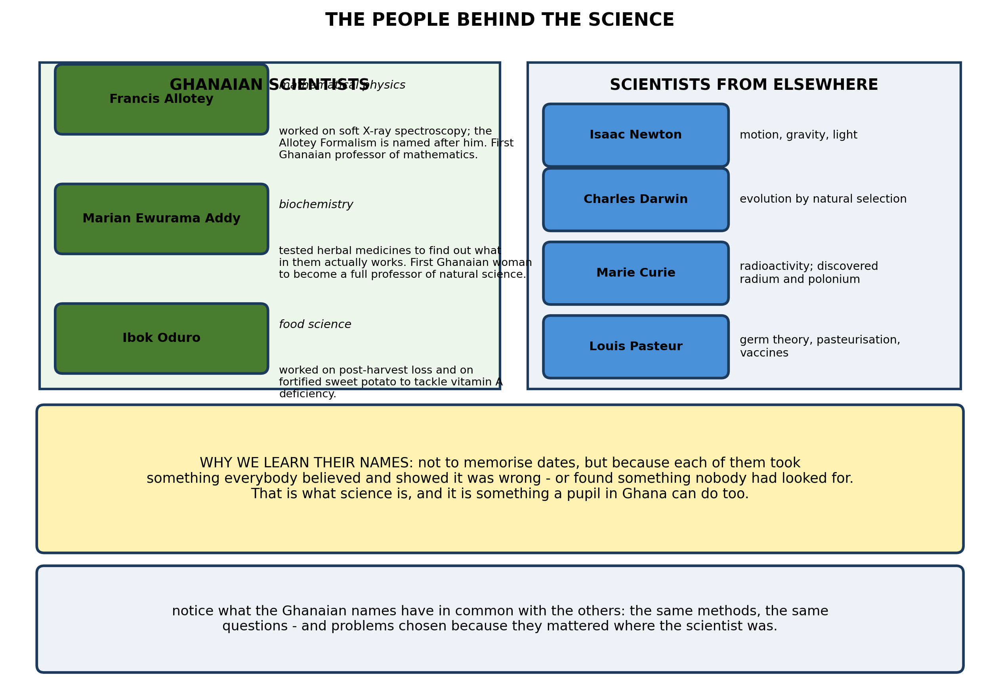 THE PEOPLE BEHIND THE SCIENCE
GHANAIAN SCIENTISTS
Francis Allotey
mathematical physics
worked on soft X-ray spectroscopy; the
Allotey Formalism is named after him. First
Ghanaian professor of mathematics.
Marian Ewurama Addy
biochemistry
tested herbal medicines to find out what
in them actually works. First Ghanaian woman
to become a full professor of natural science.
Ibok Oduro
food science
worked on post-harvest loss and on
fortified sweet potato to tackle vitamin A
deficiency.
SCIENTISTS FROM ELSEWHERE
Isaac Newton
motion, gravity, light
Charles Darwin
evolution by natural selection
Marie Curie
radioactivity; discovered
radium and polonium
Louis Pasteur
germ theory, pasteurisation,
vaccines
WHY WE LEARN THEIR NAMES: not to memorise dates, but because each of them took
something everybody believed and showed it was wrong - or found something nobody had looked for.
That is what science is, and it is something a pupil in Ghana can do too.
notice what the Ghanaian names have in common with the others: the same methods, the same
questions - and problems chosen because they mattered where the scientist was.